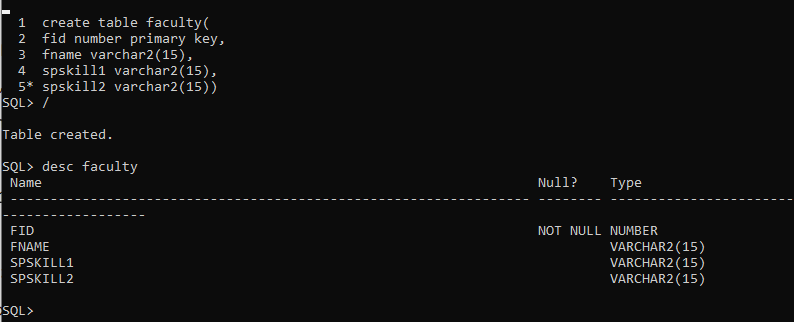 1 create table faculty(
2 fid number primary key,
3 fname varchar2(15),
4 spskill1 varchar2(15),
5* spskill2 varchar2(15))
SQL> /
Table created.
SQL> desc faculty
Name Null? Type
----------------------------------------------------------------- -------- -----------------------
------------------
FID NOT NULL NUMBER
FNAME VARCHAR2(15)
SPSKILL1 VARCHAR2(15)
SPSKILL2 VARCHAR2(15)
SQL>